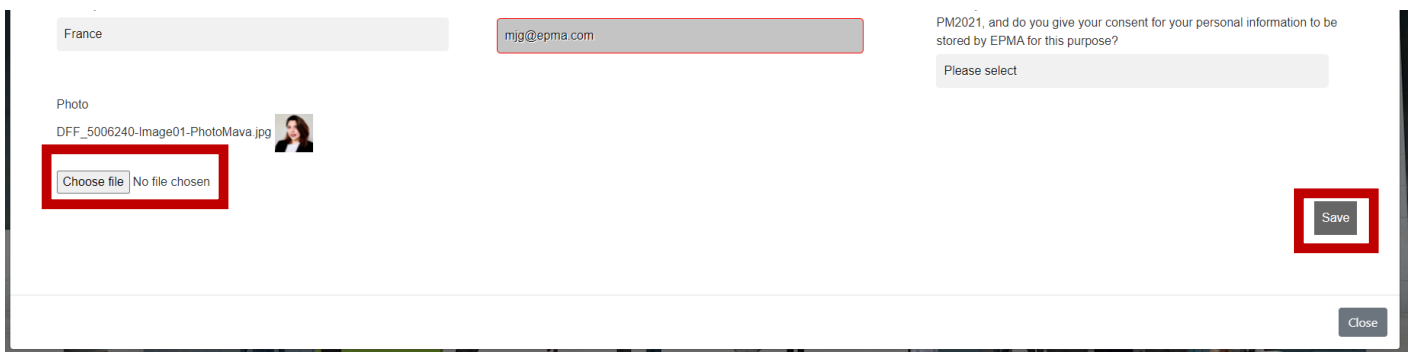 France
mjg@epma.com
PM2021, and do you give your consent for your personal information to be
stored by EPMA for this purpose?
Please select
Photo
DFF_5006240-Image01-PhotoMava.jpg
Choose file No file chosen
Save
Close